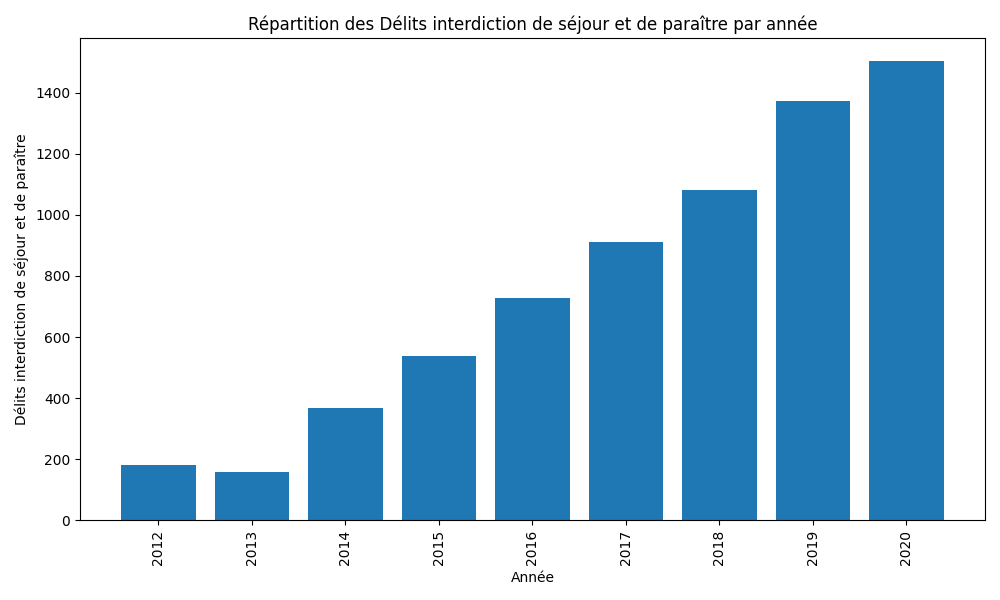 Répartition des Délits interdiction de séjour et de paraître par année
Délits interdiction de séjour et de paraître
1400
1200
1000
800
600
400
200
0
2012 2013 2014 2015 2016 2017 2018 2019 2020
Année